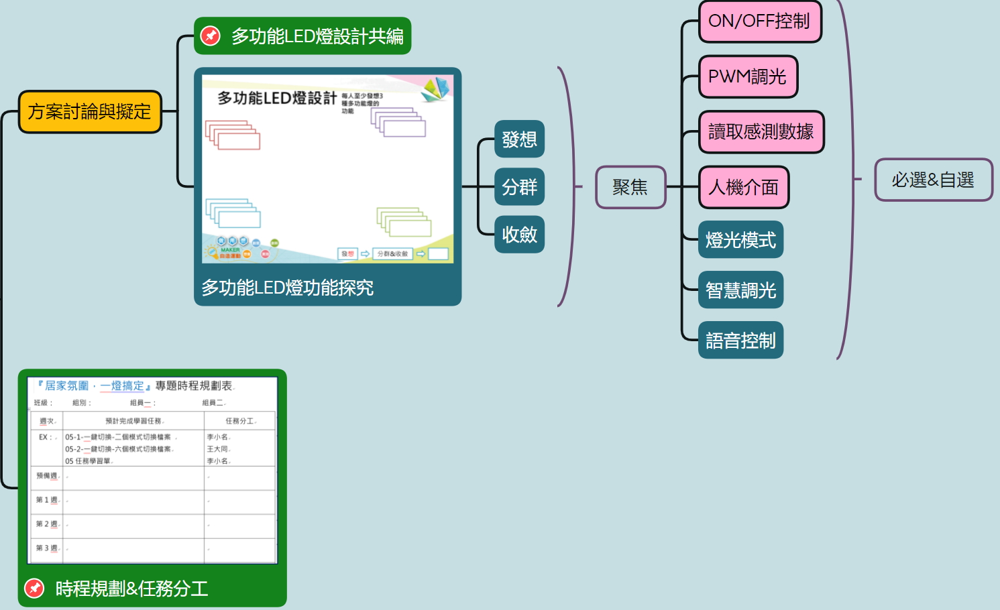 方案討論與擬定
多功能LED燈設計共編
多功能LED燈設計
每人至少發想3
種多功能燈的
功能
MAKER
自造運動
發想
分群&收斂
多功能LED燈功能探究
發想
分群
收斂
聚焦
ON/OFF控制
PWM調光
讀取感測數據
人機介面
燈光模式
智慧調光
語音控制
必選&自選
『居家氛圍，一燈搞定』專題時程規劃表
班級： 組別： 組員一： 組員二
週次 預計完成學習任務 任務分工
EX： 05-1-一鍵切換-二個模式切換檔案 李小名
05-2-一鍵切換-六個模式切換檔案 王大同
05 任務學習單 李小名
預備週
第 1 週
第 2 週
第 3 週
時程規劃&任務分工